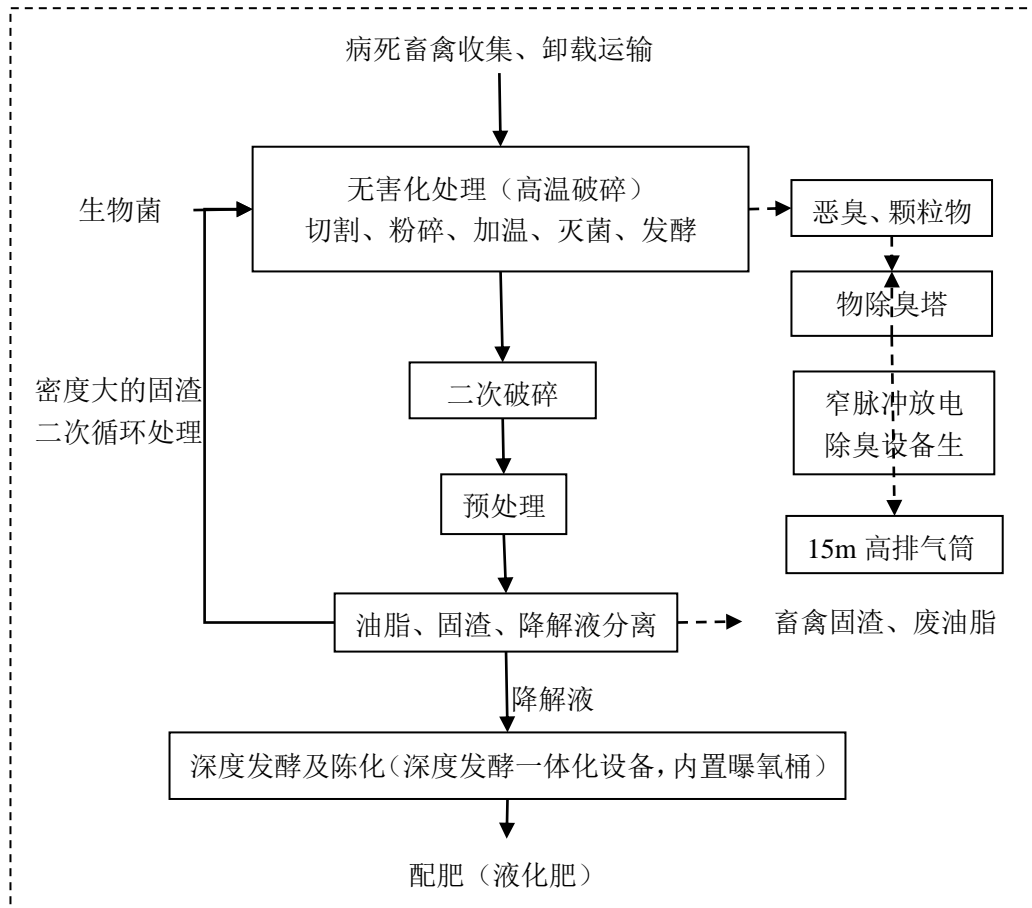 病死畜禽收集、卸载运输
生物菌
无害化处理（高温破碎）
切割、粉碎、加温、灭菌、发酵
恶臭、颗粒物
物除臭塔
密度大的固渣
二次循环处理
二次破碎
窄脉冲放电
除臭设备生
预处理
15m 高排气筒
油脂、固渣、降解液分离
畜禽固渣、废油脂
降解液
深度发酵及陈化（深度发酵一体化设备，内置曝氧桶）
配肥（液化肥）